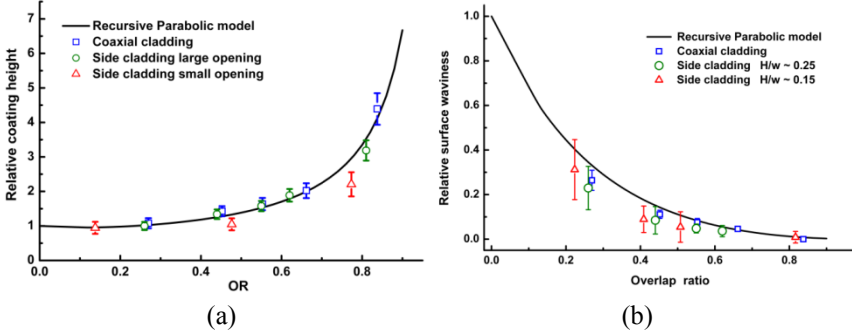 (a)
Relative coating height
7
6
5
4
3
2
1
0
Recursive Parabolic model
Coaxial cladding
Side cladding large opening
Side cladding small opening
0.0 0.2 0.4 0.6 0.8
OR
(a)
(b)
Relative surface waviness
1.0
0.8
0.6
0.4
0.2
0.0
Recursive Parabolic model
Coaxial cladding
Side cladding H/w ~ 0.25
Side cladding H/w ~ 0.15
0.0 0.2 0.4 0.6 0.8 1.0
Overlap ratio
(b)